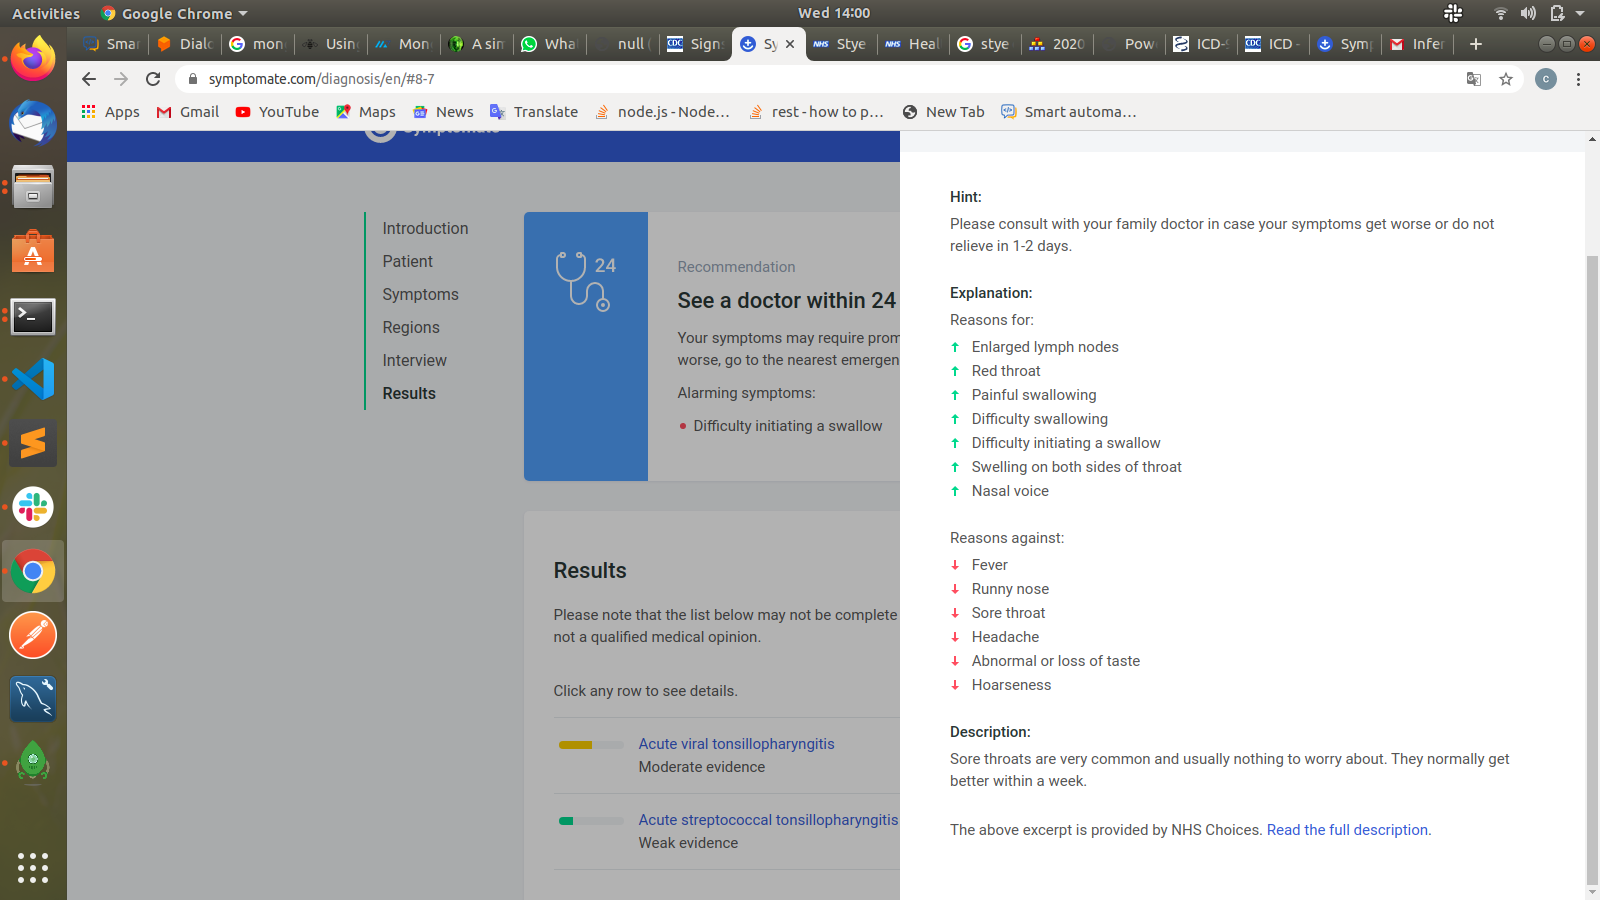 Activities
Google Chrome
Wed 14:00
Smar
Dialo
mon
Using
Mon
A sim
What
null (
Signs
Sy
Stye
Heal
stye
2020
Pow
ICD-
ICD -
Symp
Infer
symptomate.com/diagnosis/en/#8-7
C
Apps
Gmail
YouTube
Maps
News
Translate
node.js - Node...
rest - how to p...
New Tab
Smart automa...
Symptomate
Introduction
Patient
Symptoms
Regions
Interview
Results
24
Recommendation
See a doctor within 24
Your symptoms may require prom
worse, go to the nearest emergen
Alarming symptoms:
Difficulty initiating a swallow
Results
Please note that the list below may not be complete
not a qualified medical opinion.
Click any row to see details.
Acute viral tonsillopharyngitis
Moderate evidence
Acute streptococcal tonsillopharyngitis
Weak evidence
Hint:
Please consult with your family doctor in case your symptoms get worse or do not
relieve in 1-2 days.
Explanation:
Reasons for:
Enlarged lymph nodes
Red throat
Painful swallowing
Difficulty swallowing
Difficulty initiating a swallow
Swelling on both sides of throat
Nasal voice
Reasons against:
Fever
Runny nose
Sore throat
Headache
Abnormal or loss of taste
Hoarseness
Description:
Sore throats are very common and usually nothing to worry about. They normally get
better within a week.
The above excerpt is provided by NHS Choices. Read the full description.